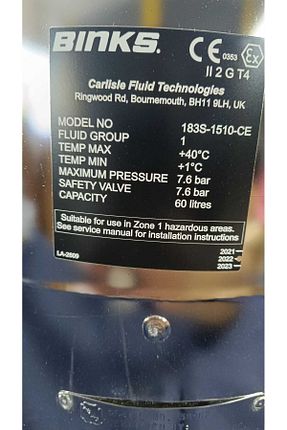 BINKS. CE 0353 Ex
II 2 G T4
Carlisle Fluid Technologies
Ringwood Rd, Bournemouth, BH11 9LH, UK
MODEL NO 183S-1510-CE
FLUID GROUP 1
TEMP MAX +40°C
TEMP MIN +1°C
MAXIMUM PRESSURE 7.6 bar
SAFETY VALVE 7.6 bar
CAPACITY 60 litres
Suitable for use in Zone 1 hazardous areas.
See service manual for installation instructions
LA-2609
2021
2022
2023